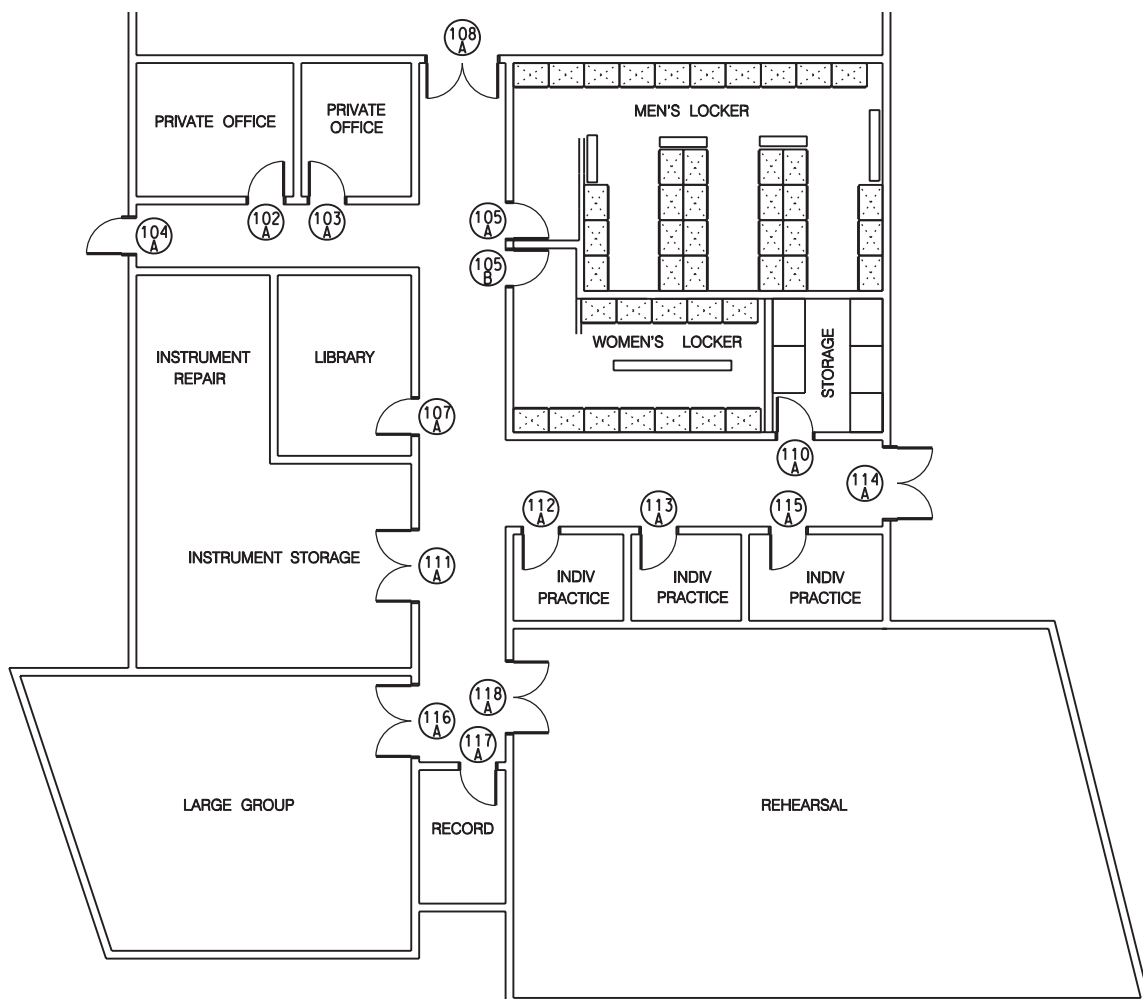 108
A
PRIVATE OFFICE
PRIVATE
OFFICE
MEN'S LOCKER
102
A
103
A
104
A
105
A
105
B
INSTRUMENT
REPAIR
LIBRARY
WOMEN'S LOCKER
STORAGE
107
A
110
A
114
A
112
A
113
A
115
A
INSTRUMENT STORAGE
111
A
INDIV
PRACTICE
INDIV
PRACTICE
INDIV
PRACTICE
118
A
116
A
117
A
LARGE GROUP
RECORD
REHEARSAL